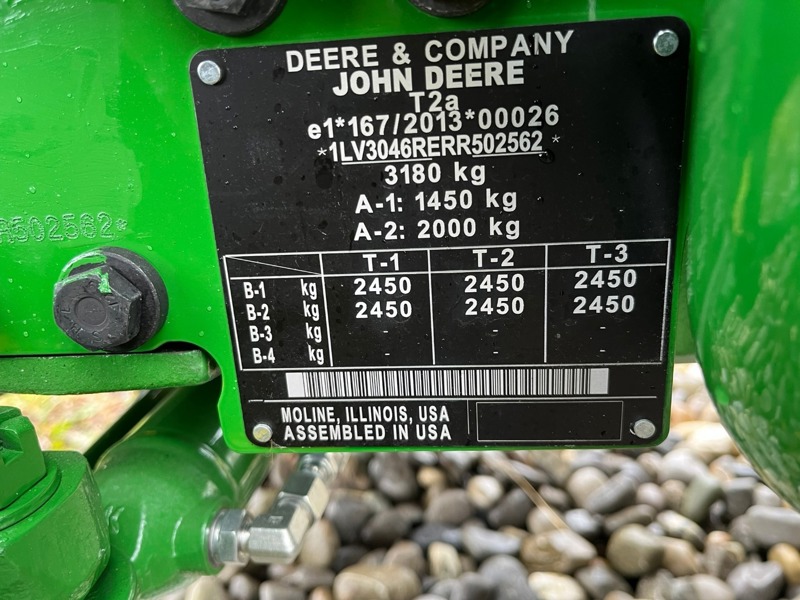 DEERE & COMPANY
JOHN DEERE
T2a
e1*167/2013*00026
*1LV3046RERR502562*
3180 kg
A-1: 1450 kg
A-2: 2000 kg
T-1 T-2 T-3
B-1 kg 2450 2450 2450
B-2 kg 2450 2450 2450
B-3 kg - - -
B-4 kg - - -
MOLINE, ILLINOIS, USA
ASSEMBLED IN USA
R502562*